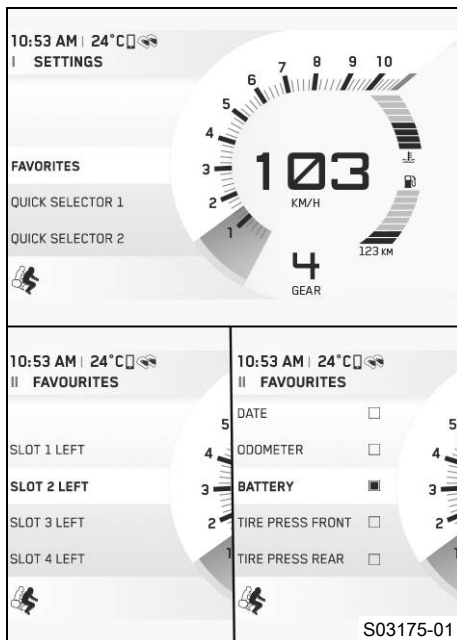 10:53 AM | 24°C
I SETTINGS
FAVORITES
QUICK SELECTOR 1
QUICK SELECTOR 2
1
2
3
4
5
6
7
8
9
10
103
KM/H
4
GEAR
123 KM
10:53 AM | 24°C
II FAVOURITES
SLOT 1 LEFT
SLOT 2 LEFT
SLOT 3 LEFT
SLOT 4 LEFT
5
4
3
2
1
10:53 AM | 24°C
II FAVOURITES
DATE
ODOMETER
BATTERY
TIRE PRESS FRONT
TIRE PRESS REAR
5
4
3
2
1
S03175-01